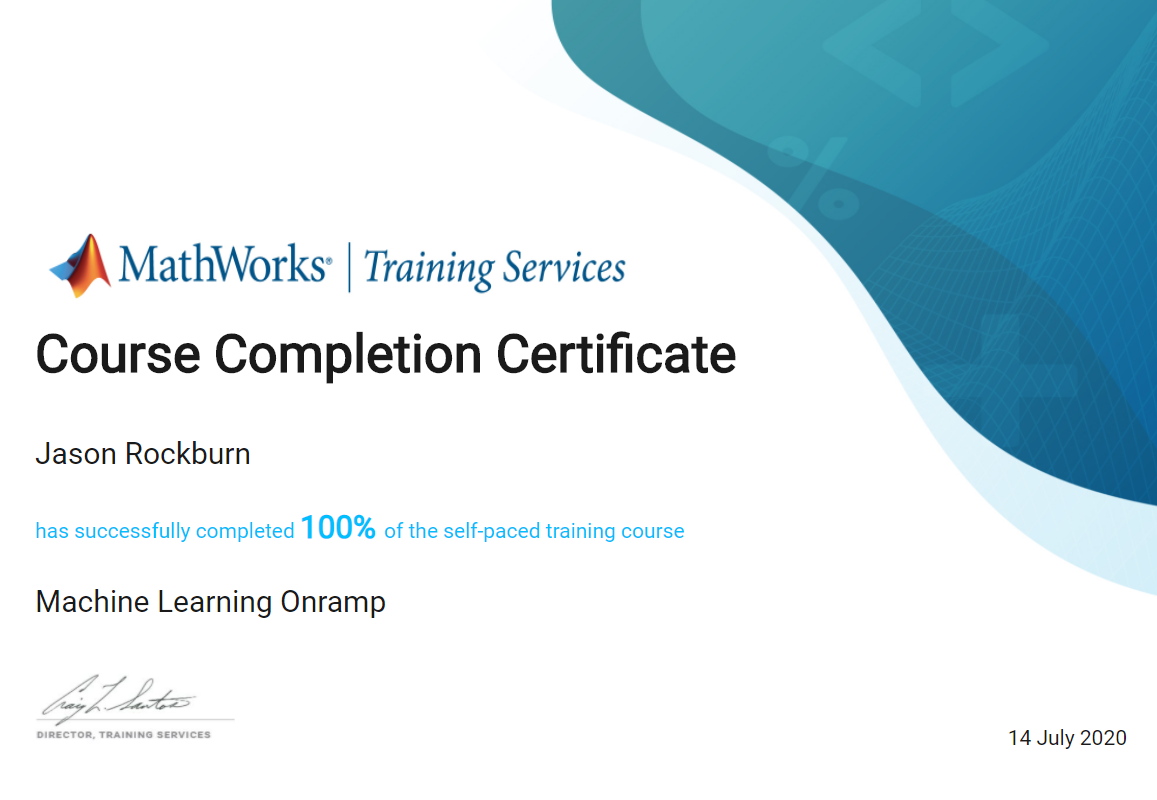 MathWorks® | Training Services
Course Completion Certificate
Jason Rockburn
has successfully completed 100% of the self-paced training course
Machine Learning Onramp
Craig L. Santos
DIRECTOR, TRAINING SERVICES
14 July 2020